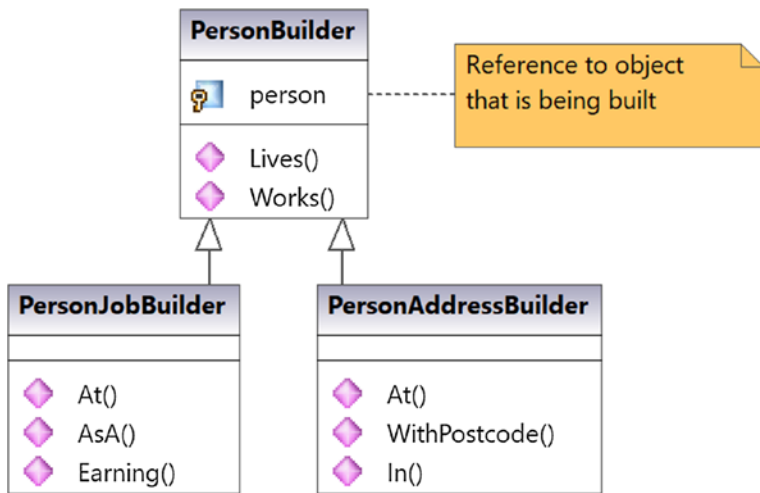 PersonBuilder
person
Reference to object
that is being built
Lives()
Works()
PersonJobBuilder
At()
AsA()
Earning()
PersonAddressBuilder
At()
WithPostcode()
In()